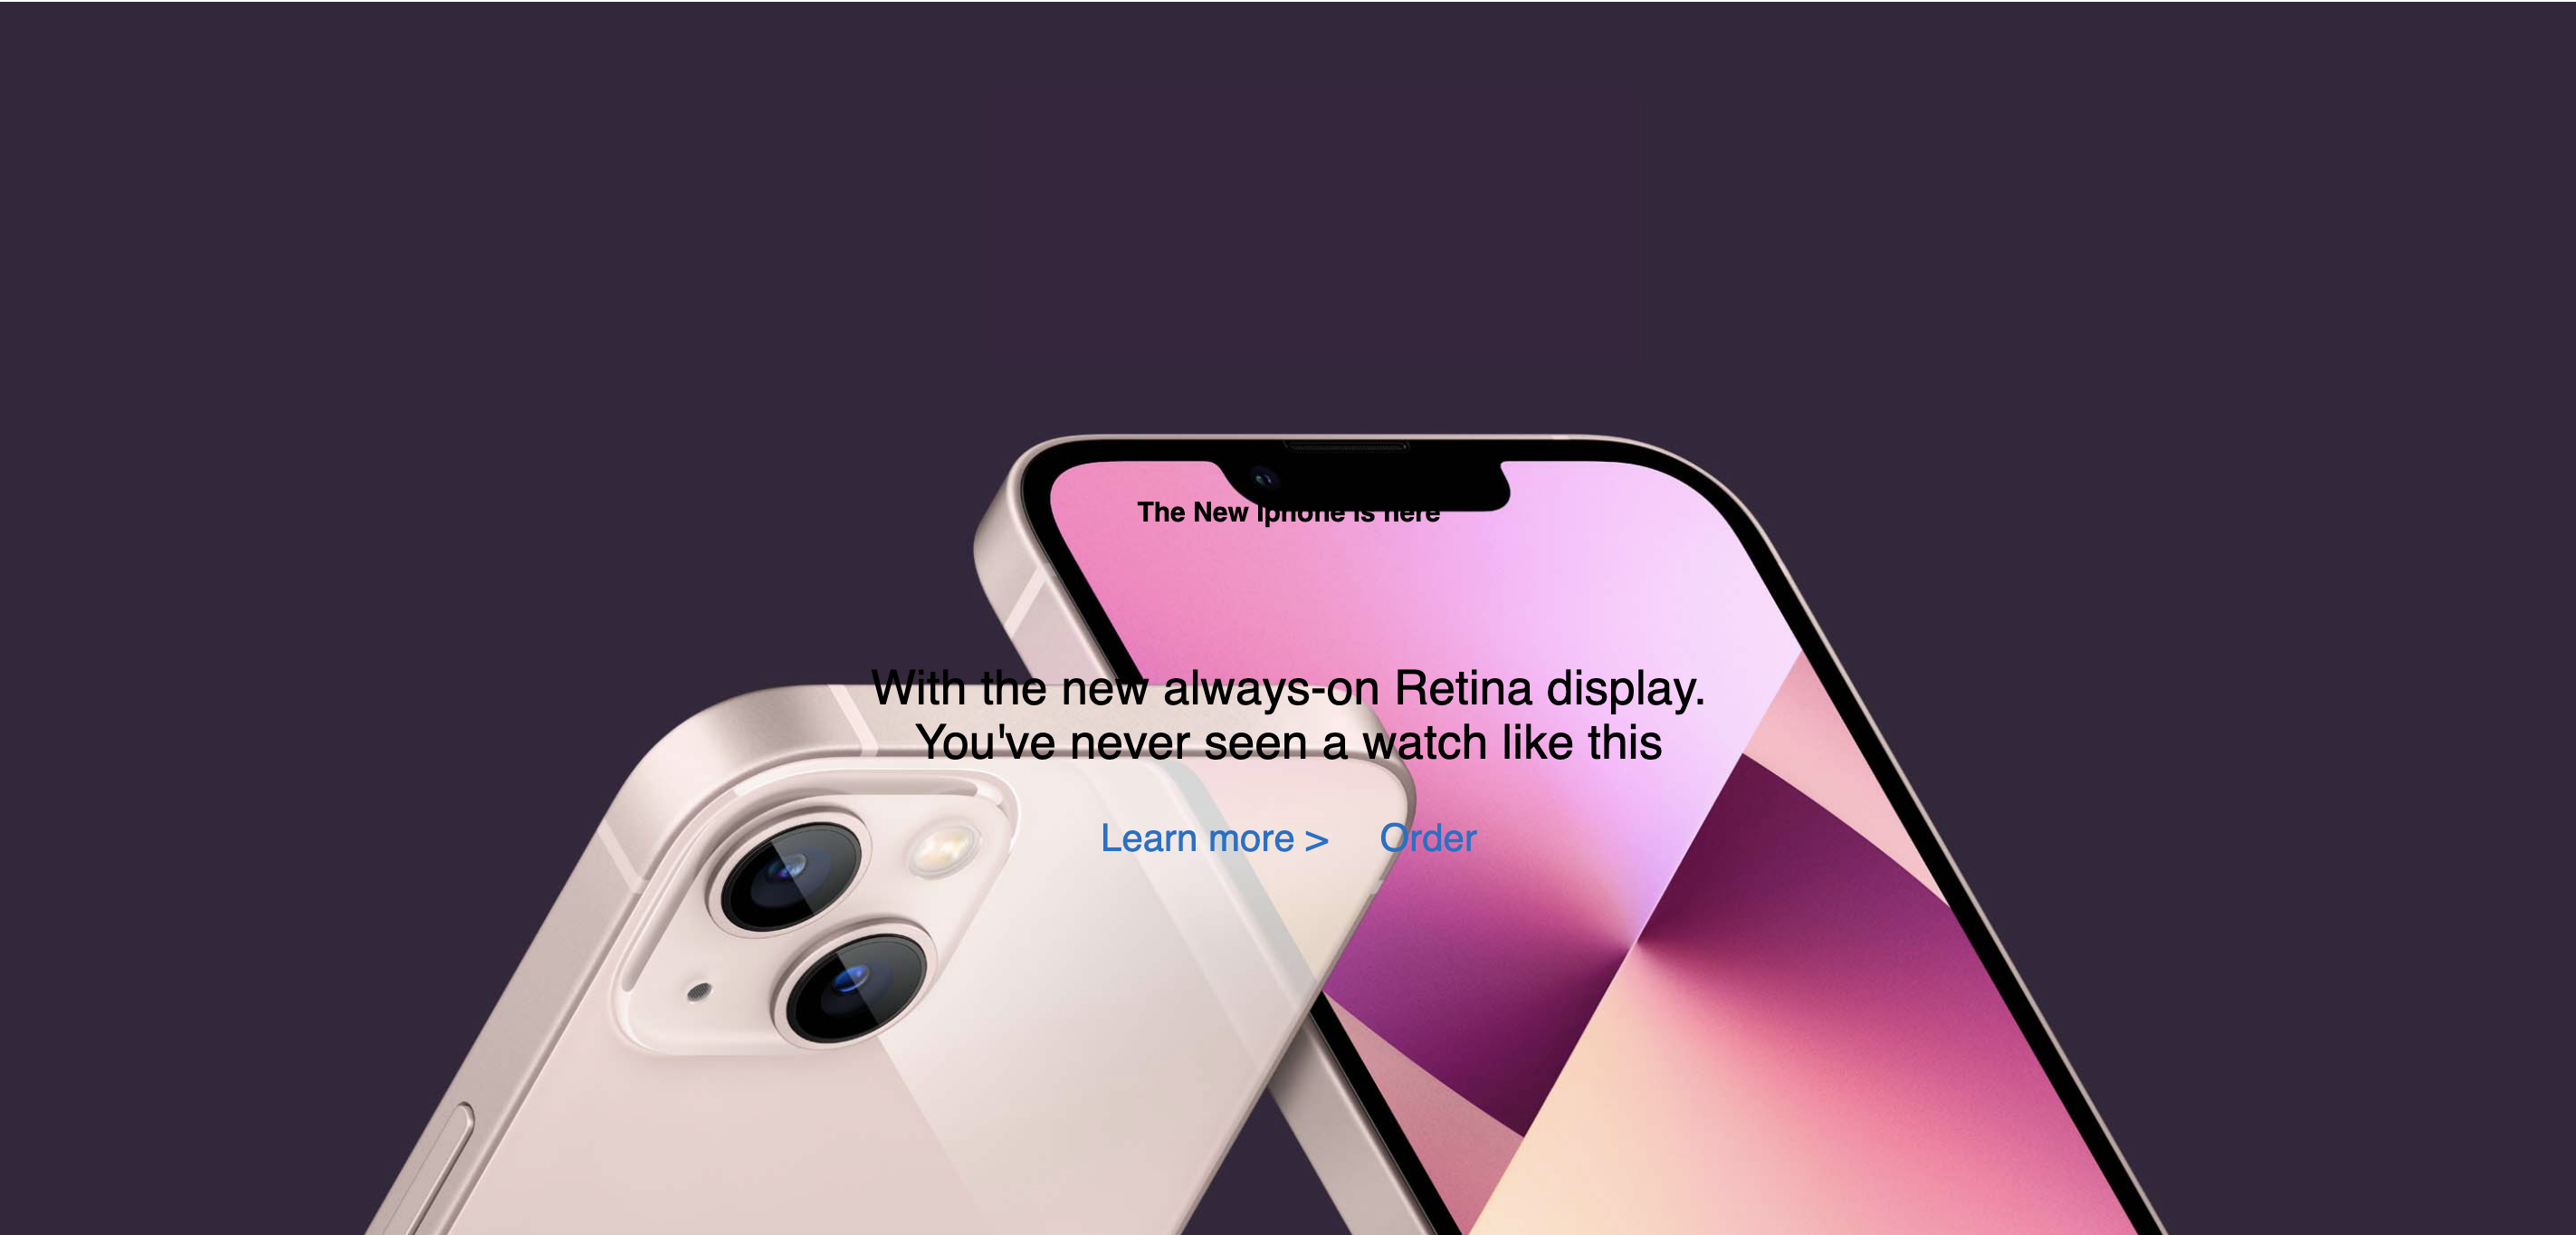 The New Iphone is here
With the new always-on Retina display.
You've never seen a watch like this
Learn more > Order